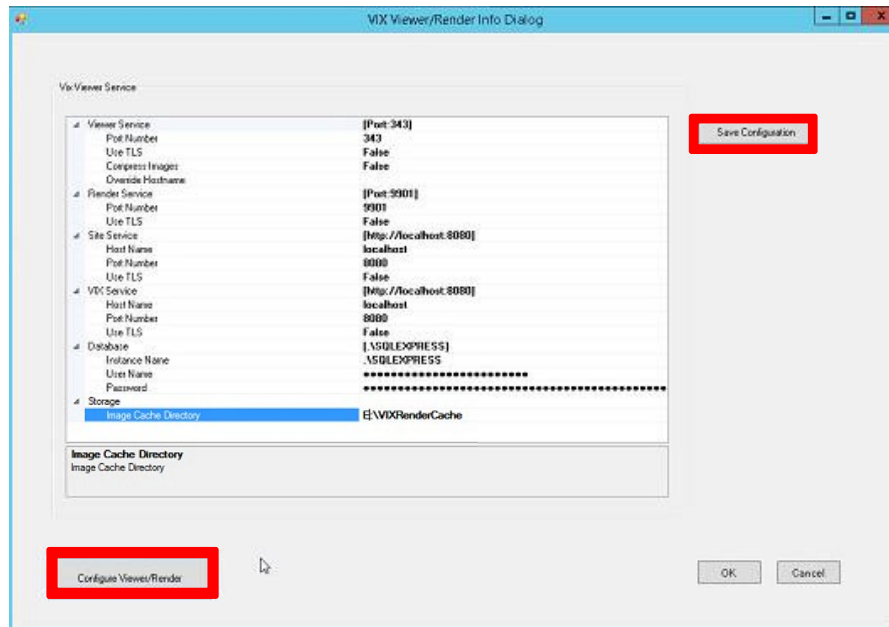 VIX Viewer/Render Info Dialog
Vix Viewer Service
Viewer Service [Port:343]
Port Number 343
Use TLS False
Compress Images False
Override Hostname
Render Service [Port:9901]
Port Number 9901
Use TLS False
Site Service [http://localhost:8080]
Host Name localhost
Port Number 8080
Use TLS False
VIX Service [http://localhost:8080]
Host Name localhost
Port Number 8080
Use TLS False
Database [.\SQLEXPRESS]
Instance Name .\SQLEXPRESS
User Name
Password
Storage
Image Cache Directory E:\VIXRenderCache
Image Cache Directory
Image Cache Directory
Save Configuration
Configure Viewer/Render
OK Cancel